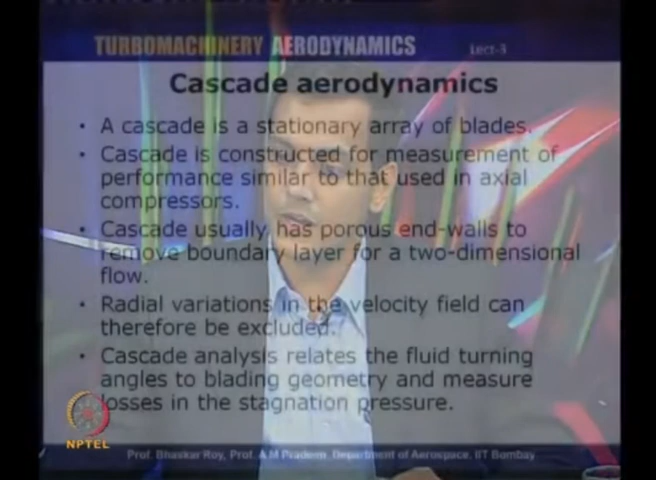 TURBOMACHINERY AERODYNAMICS Lect-3
Cascade aerodynamics
• A cascade is a stationary array of blades.
• Cascade is constructed for measurement of
performance similar to that used in axial
compressors.
• Cascade usually has porous end-walls to
remove boundary layer for a two-dimensional
flow.
• Radial variations in the velocity field can
therefore be excluded.
• Cascade analysis relates the fluid turning
angles to blading geometry and measure
losses in the stagnation pressure.
NPTEL
Prof. Bhaskar Roy, Prof. A M Pradeep, Department of Aerospace, IIT Bombay